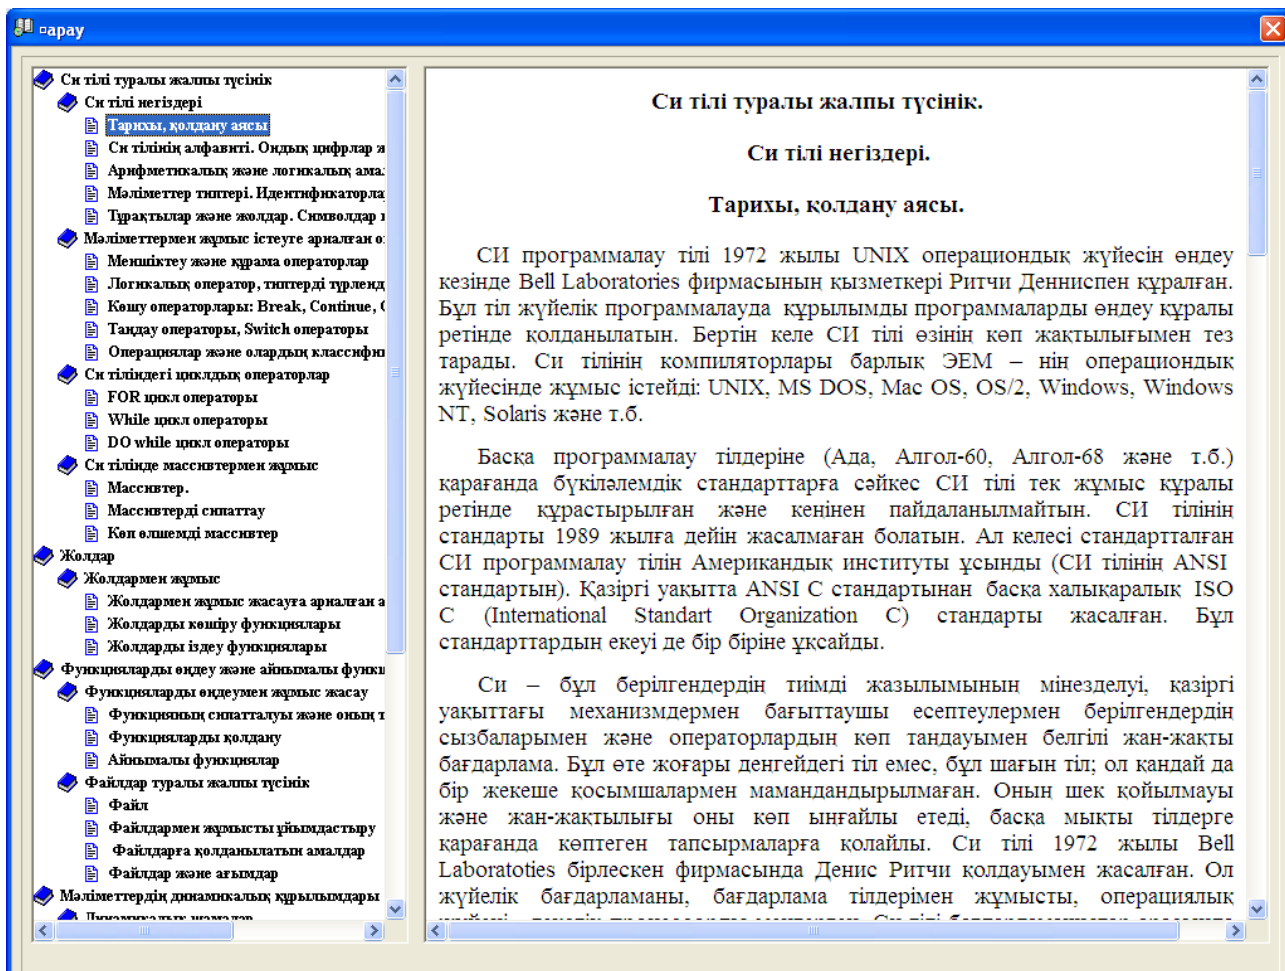 ▫арау
Си тілі туралы жалпы түсінік
Си тілі негіздері
Тарихы, қолдану аясы
Си тілінің алфавиті. Ондық цифрлар ж
Арифметикалық және логикалық ама
Мәліметтер типтері. Идентификаторла
Тұрақтылар және жолдар. Символдар
Мәліметтермен жұмыс істеуге арналған о
Меншіктеу және құрама операторлар
Логикалық оператор, типтерді түрленд
Көшу операторлары: Break, Continue, G
Таңдау операторы, Switch операторы
Операциялар және олардың классифи
Си тіліндегі циклдық операторлар
FOR цикл операторы
While цикл операторы
DO while цикл операторы
Си тілінде массивтермен жұмыс
Массивтер.
Массивтерді сипаттау
Көп өлшемді массивтер
Жолдар
Жолдармен жұмыс
Жолдармен жұмыс жасауға арналған а
Жолдарды көшіру функциялары
Жолдарды іздеу функциялары
Функцияларды өңдеу және айнымалы функц
Функцияларды өңдеумен жұмыс жасау
Функцияның сипатталуы және оның т
Функцияларды қолдану
Айнымалы функциялар
Файлдар туралы жалпы түсінік
Файл
Файлдармен жұмысты ұйымдастыру
Файлдарға қолданылатын амалдар
Файлдар және ағымдар
Мәліметтердің динамикалық құрылымдары
Динамикалық шамалар
Си тілі туралы жалпы түсінік.
Си тілі негіздері.
Тарихы, қолдану аясы.
СИ программалау тілі 1972 жылы UNIX операциондық жүйесін өңдеу
кезінде Bell Laboratories фирмасының қызметкері Ритчи Денниспен құралған.
Бұл тіл жүйелік программалауда құрылымды программаларды өңдеу құралы
ретінде қолданылатын. Бертін келе СИ тілі өзінің көп жақтылығымен тез
тарады. Си тілінің компиляторлары барлық ЭЕМ – нің операциондық
жүйесінде жұмыс істейді: UNIX, MS DOS, Mac OS, OS/2, Windows, Windows
NT, Solaris және т.б.
Басқа программалау тілдеріне (Ада, Алгол-60, Алгол-68 және т.б.)
қарағанда бүкіләлемдік стандарттарға сәйкес СИ тілі тек жұмыс құралы
ретінде құрастырылған және кеңінен пайдаланылмайтын. СИ тілінің
стандарты 1989 жылға дейін жасалмаған болатын. Ал келесі стандартталған
СИ программалау тілін Американдық институты ұсынды (СИ тілінің ANSI
стандартын). Қазіргі уақытта ANSI C стандартынан басқа халықаралық ISO
C (International Standart Organization C) стандарты жасалған. Бұл
стандарттардың екеуі де бір біріне ұқсайды.
Си – бұл берілгендердің тиімді жазылымының мінезделуі, қазіргі
уақыттағы механизмдермен бағыттаушы есептеулермен берілгендердің
сызбаларымен және операторлардың көп таңдауымен белгілі жан-жақты
бағдарлама. Бұл өте жоғары денгейдегі тіл емес, бұл шағын тіл; ол қандай да
бір жекеше қосымшалармен мамандандырылмаған. Оның шек қойылмауы
және жан-жақтылығы оны көп ыңғайлы етеді, басқа мықты тілдерге
қарағанда көптеген тапсырмаларға қолайлы. Си тілі 1972 жылы Bell
Laboratoties бірлескен фирмасында Денис Ритчи қолдауымен жасалған. Ол
жүйелік бағдарламаны, бағдарлама тілдерімен жұмысты, операциялық